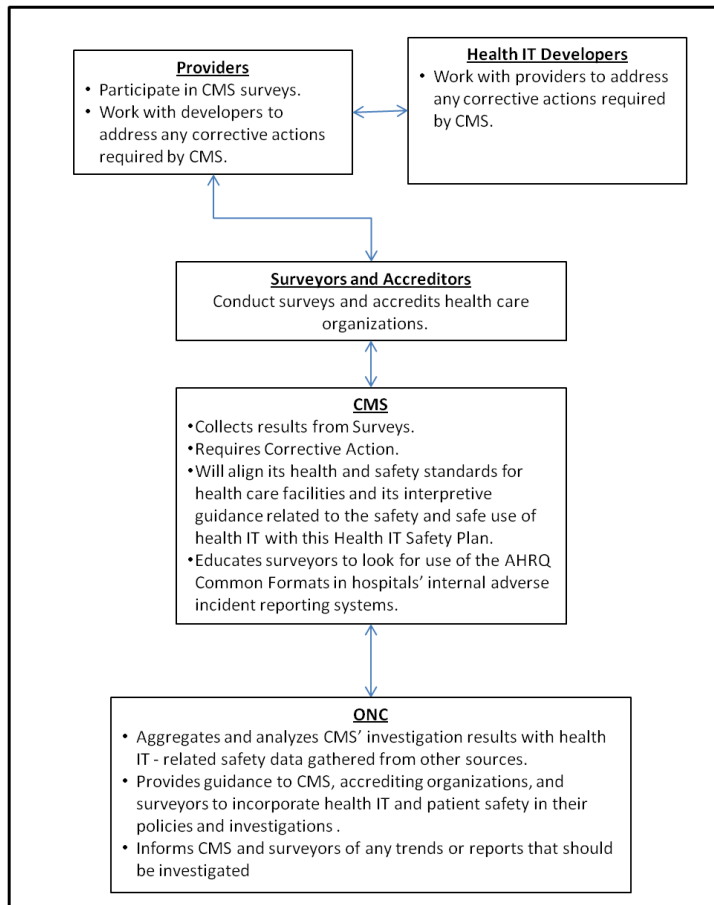 Providers
• Participate in CMS surveys.
• Work with developers to
address any corrective actions
required by CMS.
Health IT Developers
• Work with providers to address
any corrective actions required
by CMS.
Surveyors and Accreditors
Conduct surveys and accredits health care
organizations.
CMS
•Collects results from Surveys.
•Requires Corrective Action.
•Will align its health and safety standards for
health care facilities and its interpretive
guidance related to the safety and safe use of
health IT with this Health IT Safety Plan.
•Educates surveyors to look for use of the AHRQ
Common Formats in hospitals’ internal adverse
incident reporting systems.
ONC
• Aggregates and analyzes CMS’ investigation results with health
IT - related safety data gathered from other sources.
• Provides guidance to CMS, accrediting organizations, and
surveyors to incorporate health IT and patient safety in their
policies and investigations .
• Informs CMS and surveyors of any trends or reports that should
be investigated